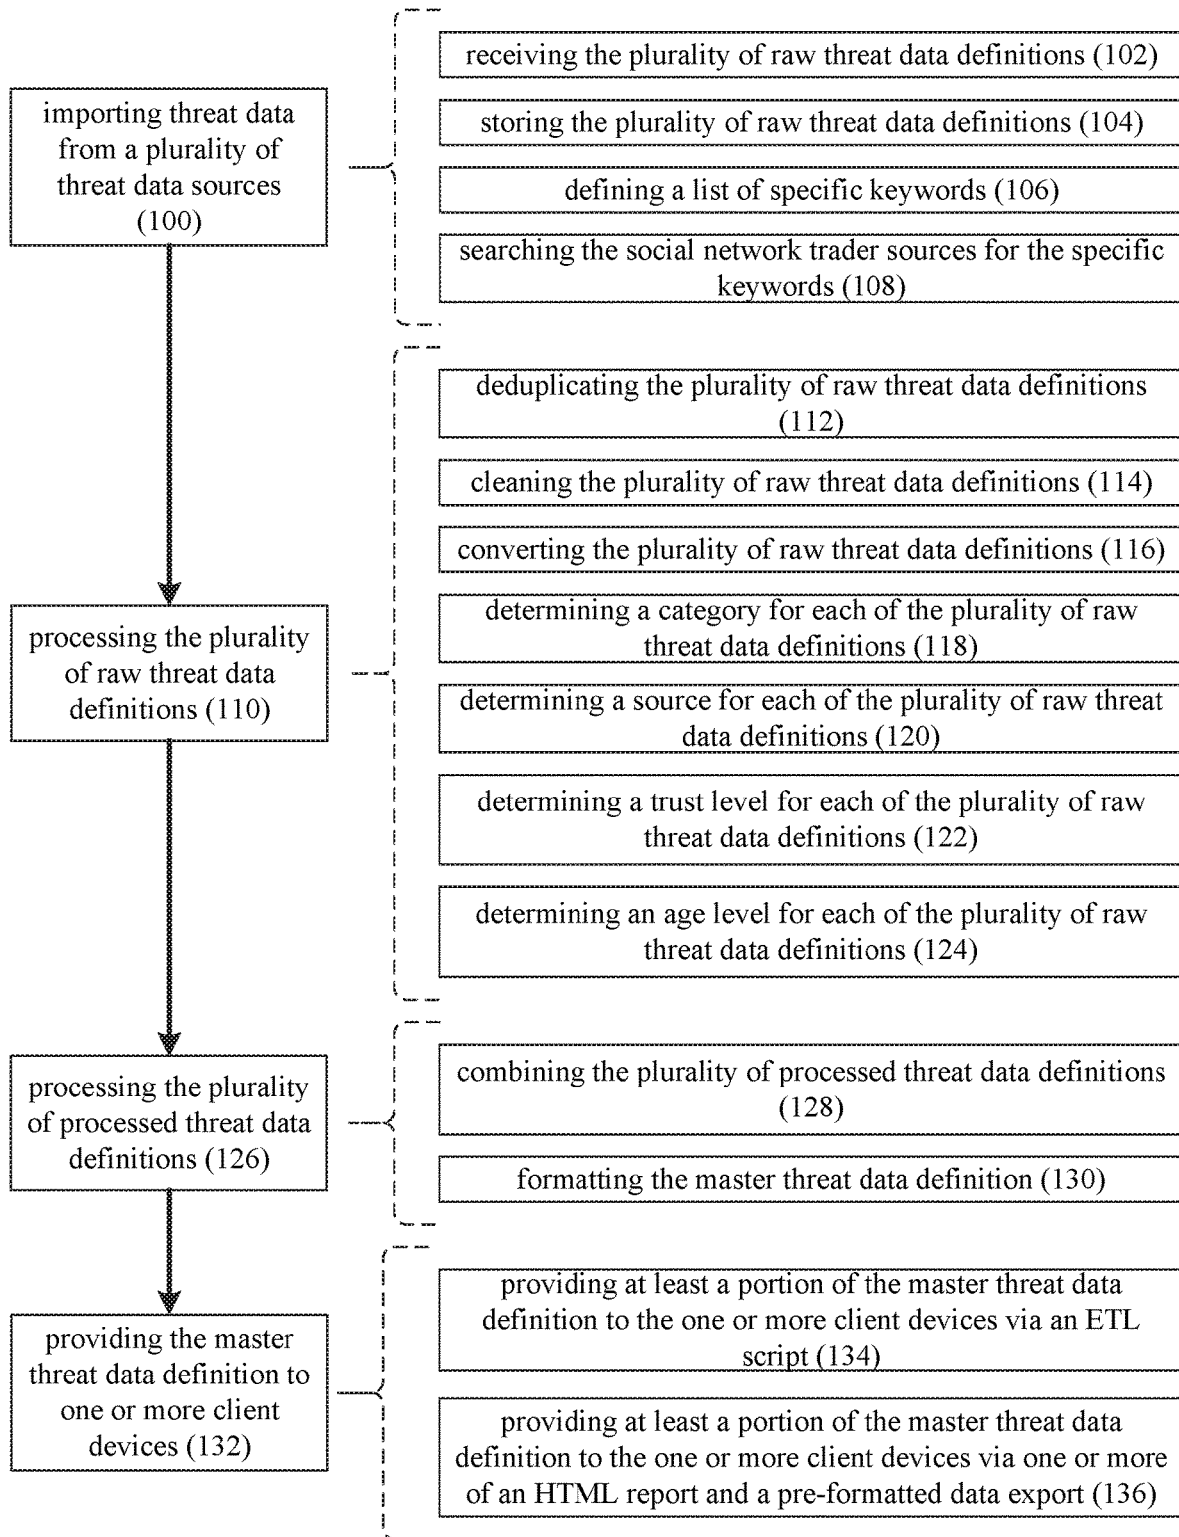 importing threat data
from a plurality of
threat data sources
(100)
receiving the plurality of raw threat data definitions (102)
storing the plurality of raw threat data definitions (104)
defining a list of specific keywords (106)
searching the social network trader sources for the specific
keywords (108)
processing the plurality
of raw threat data
definitions (110)
deduplicating the plurality of raw threat data definitions
(112)
cleaning the plurality of raw threat data definitions (114)
converting the plurality of raw threat data definitions (116)
determining a category for each of the plurality of raw
threat data definitions (118)
determining a source for each of the plurality of raw threat
data definitions (120)
determining a trust level for each of the plurality of raw
threat data definitions (122)
determining an age level for each of the plurality of raw
threat data definitions (124)
processing the plurality
of processed threat data
definitions (126)
combining the plurality of processed threat data definitions
(128)
formatting the master threat data definition (130)
providing the master
threat data definition to
one or more client
devices (132)
providing at least a portion of the master threat data
definition to the one or more client devices via an ETL
script (134)
providing at least a portion of the master threat data
definition to the one or more client devices via one or more
of an HTML report and a pre-formatted data export (136)